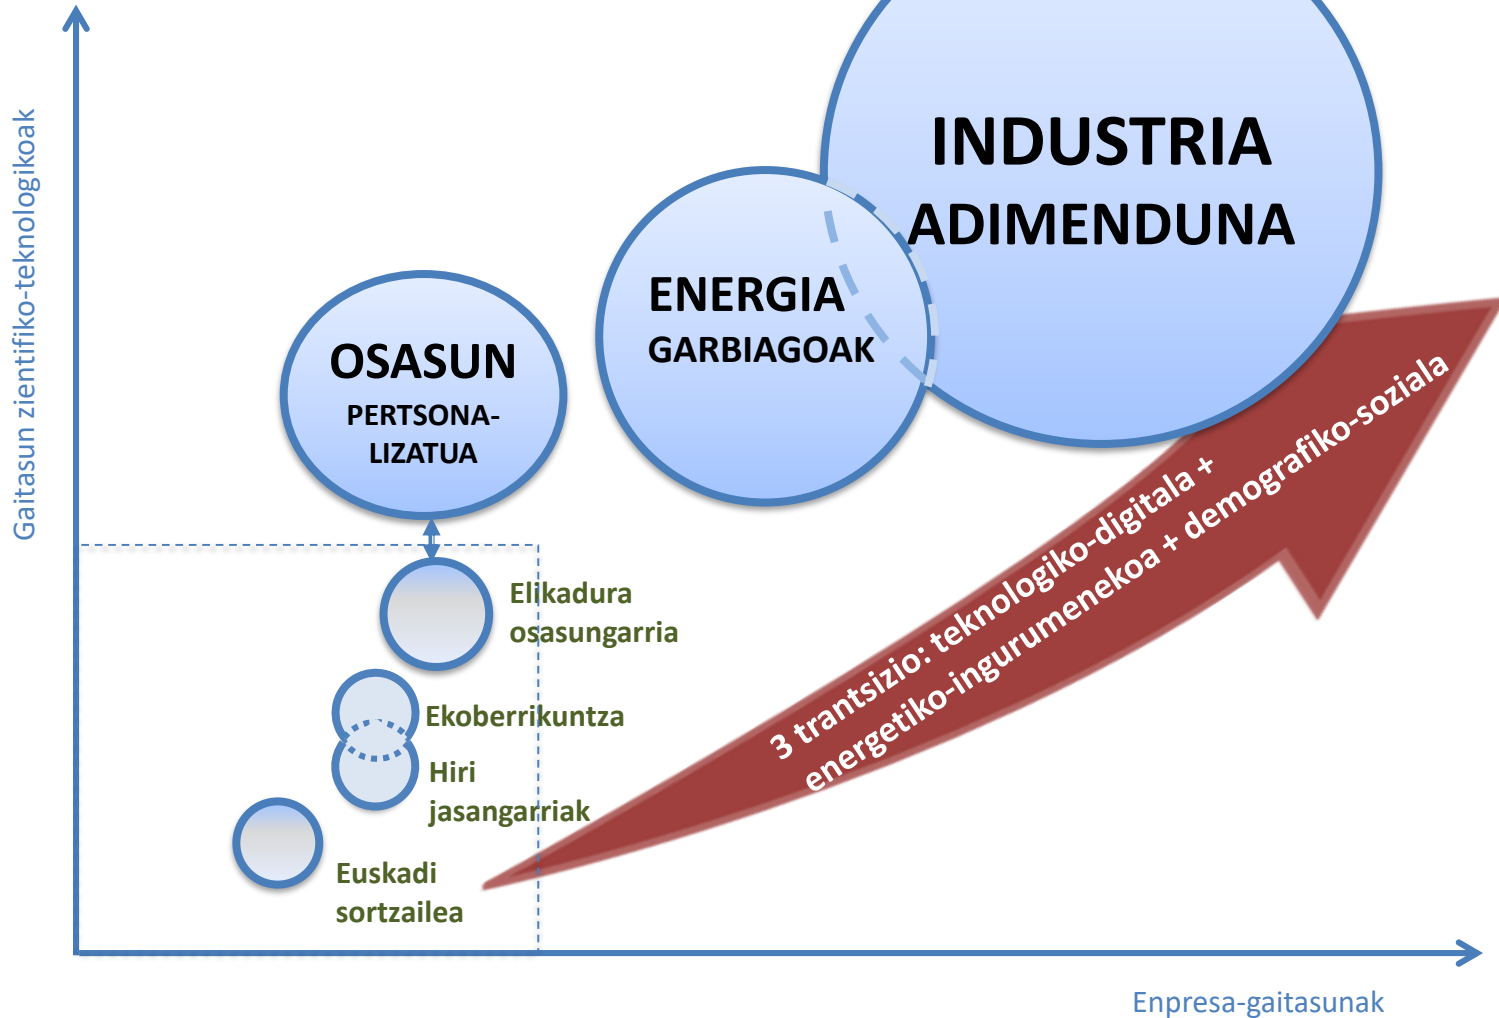 Gaitasun zientifiko-teknologikoak
INDUSTRIA
ADIMENDUNA
ENERGIA
GARBIAGOAK
OSASUN
PERTSONA-
LIZATUA
Elikadura
osasungarria
Ekoberrikuntza
Hiri
jasangarriak
Euskadi
sortzailea
3 trantsizio: teknologiko-digitala +
energetiko-ingurumenekoa + demografiko-soziala
Enpresa-gaitasunak